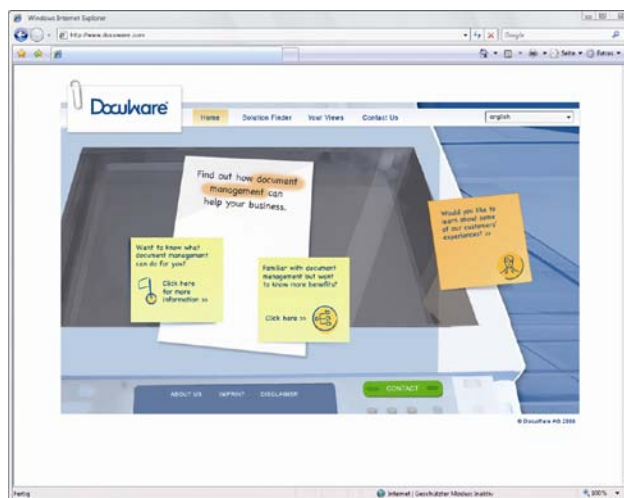 Windows Internet Explorer
http://www.docuware.com
Google
Seite
Extras
DocuWare
Home
Solution Finder
Your Views
Contact Us
english
Find out how document
management can
help your business.
Would you like to
learn about some
of our customers'
experiences? >>
Want to know what
document management
can do for you?
Click here
for more
information >>
Familiar with document
management but want
to know more benefits?
Click here >>
ABOUT US
IMPRINT
DISCLAIMER
CONTACT
© DocuWare AG 2008
Fertig
Internet | Geschützter Modus: Inaktiv
100%